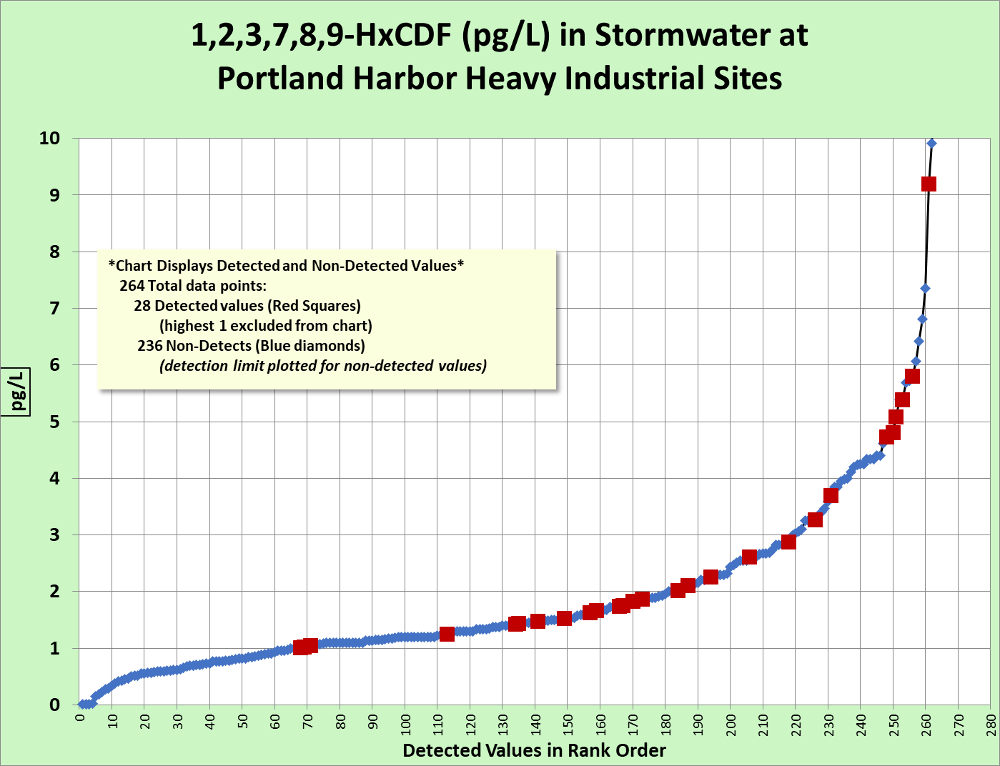 1,2,3,7,8,9-HxCDF (pg/L) in Stormwater at
Portland Harbor Heavy Industrial Sites
10
9
8
7
6
5
4
3
2
1
0
pg/L
*Chart Displays Detected and Non-Detected Values*
264 Total data points:
28 Detected values (Red Squares)
(highest 1 excluded from chart)
236 Non-Detects (Blue diamonds)
(detection limit plotted for non-detected values)
0 10 20 30 40 50 60 70 80 90 100 110 120 130 140 150 160 170 180 190 200 210 220 230 240 250 260 270 280
Detected Values in Rank Order